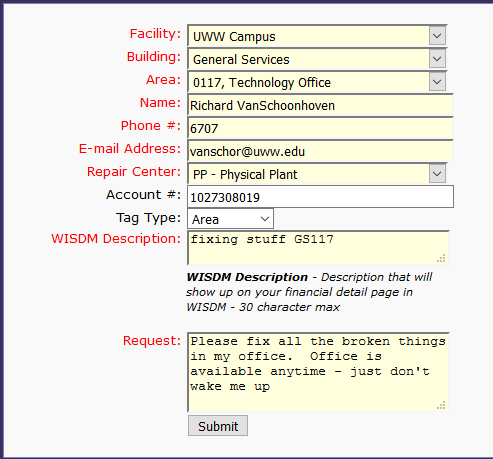 Facility: UWW Campus
Building: General Services
Area: 0117, Technology Office
Name: Richard VanSchoonhoven
Phone #: 6707
E-mail Address: vanschor@uww.edu
Repair Center: PP - Physical Plant
Account #: 1027308019
Tag Type: Area
WISDM Description: fixing stuff GS117
WISDM Description - Description that will
show up on your financial detail page in
WISDM - 30 character max
Request: Please fix all the broken things
in my office.  Office is
available anytime - just don't
wake me up
Submit